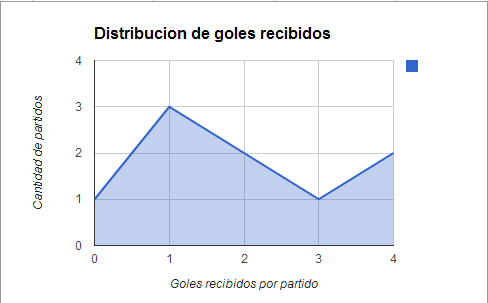 Distribucion de goles recibidos
4
3
2
1
0
Cantidad de partidos
0 1 2 3 4
Goles recibidos por partido